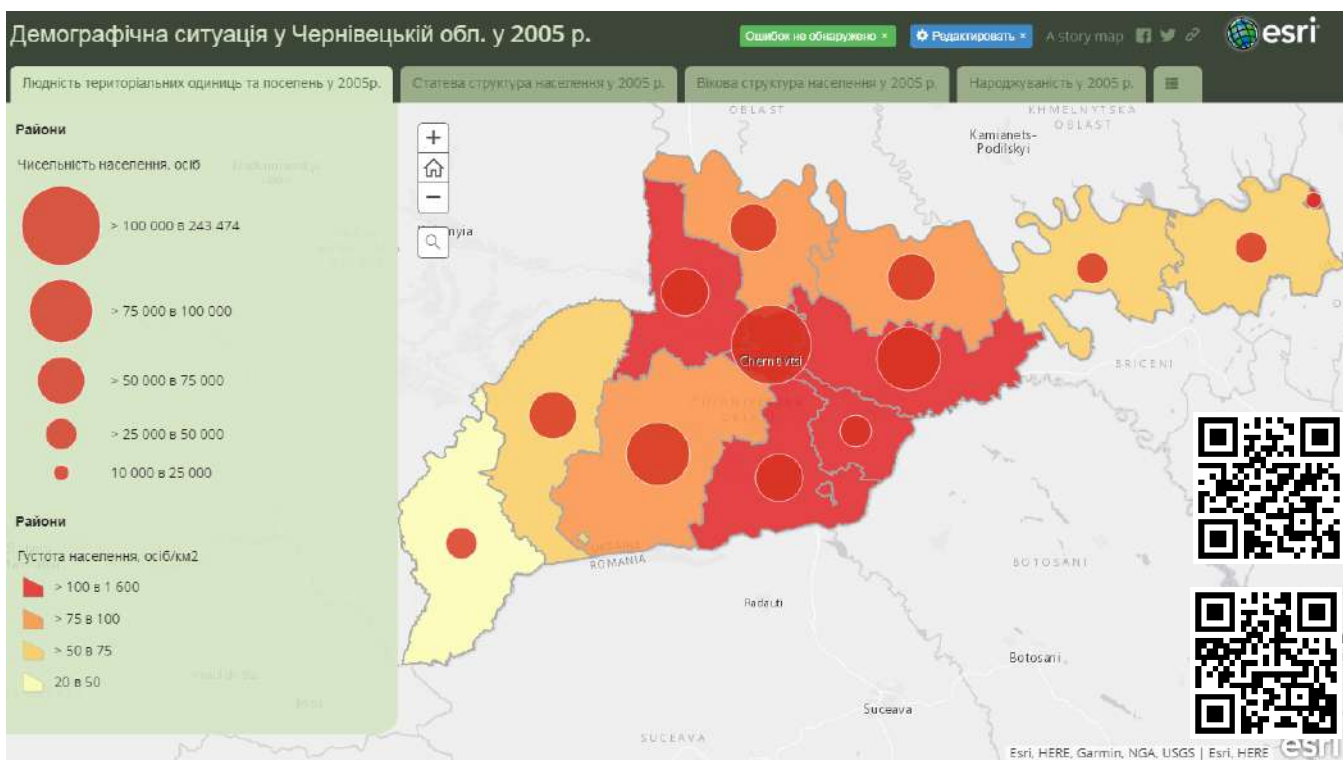 Демографічна ситуація у Чернівецькій обл. у 2005 р.
Ошибок не обнаружено ×
Редактировать ×
A story map
esri
Людність територіальних одиниць та поселень у 2005р.
Статева структура населення у 2005 р.
Вікова структура населення у 2005 р.
Народжуваність у 2005 р.
Райони
Чисельність населення, осіб
> 100 000 в 243 474
> 75 000 в 100 000
> 50 000 в 75 000
> 25 000 в 50 000
10 000 в 25 000
Райони
Густота населення, осіб/км2
> 100 в 1 600
> 75 в 100
> 50 в 75
20 в 50
+
−
OBLAST
KHMELNYTSKA
OBLAST
Kamianets-
Podilskyi
nyia
Chernivtsi
BRICENI
UKRAINE
ROMANIA
BOTOSANI
Radauti
Botosani
Suceava
SUCEAVA
Esri, HERE, Garmin, NGA, USGS | Esri, HERE
esri